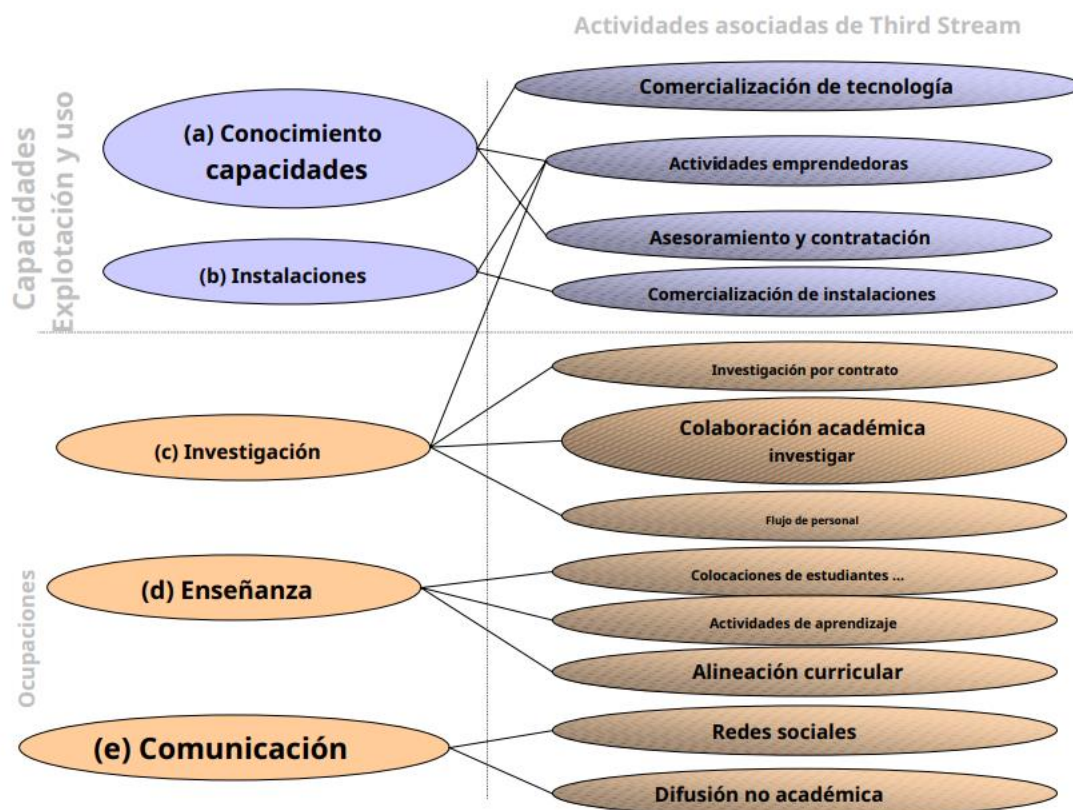 Actividades asociadas de Third Stream
Capacidades
Explotación y uso
(a) Conocimiento
capacidades
Comercialización de tecnología
Actividades emprendedoras
Asesoramiento y contratación
(b) Instalaciones
Comercialización de instalaciones
Ocupaciones
(c) Investigación
Investigación por contrato
Colaboración académica
investigar
Flujo de personal
(d) Enseñanza
Colocaciones de estudiantes ...
Actividades de aprendizaje
Alineación curricular
(e) Comunicación
Redes sociales
Difusión no académica